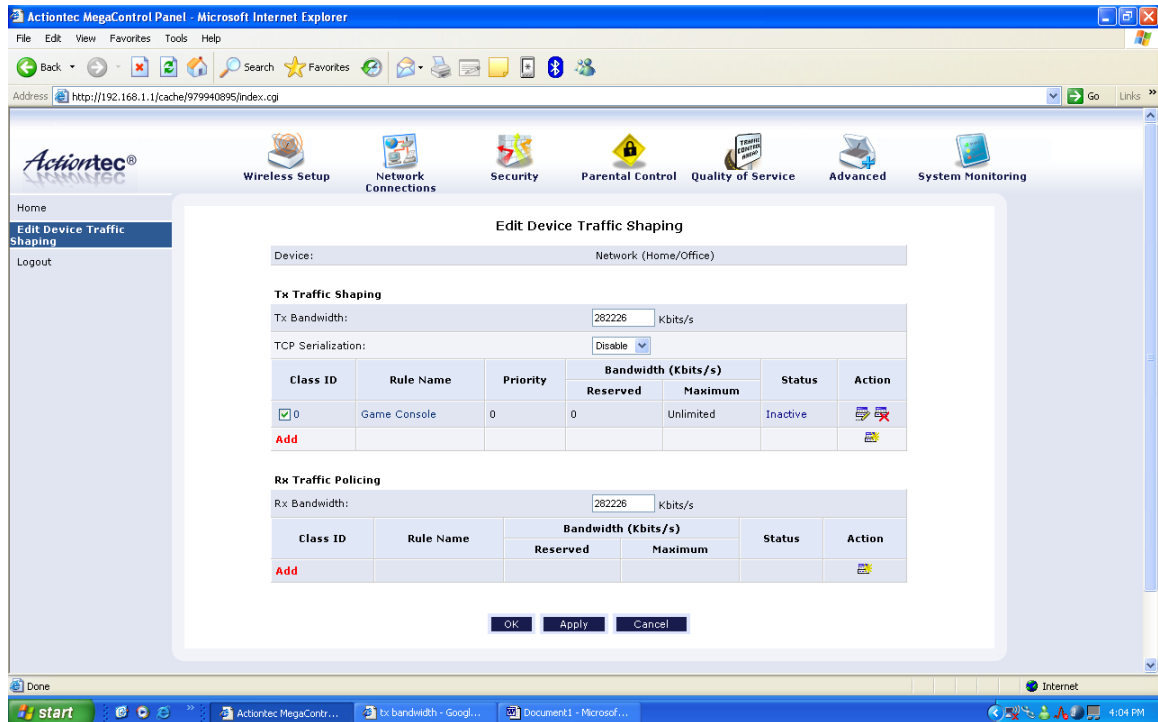 Actiontec MegaControl Panel - Microsoft Internet Explorer
File Edit View Favorites Tools Help
Back Search Favorites
Address http://192.168.1.1/cache/979940895/index.cgi Go Links »
Actiontec®
Wireless Setup
Network Connections
Security
Parental Control
TRAFFIC CONTROL AHEAD
Quality of Service
Advanced
System Monitoring
Home
Edit Device Traffic
Shaping
Logout
Edit Device Traffic Shaping
Device: Network (Home/Office)
Tx Traffic Shaping
Tx Bandwidth: 282226 Kbits/s
TCP Serialization: Disable
Class ID Rule Name Priority Bandwidth (Kbits/s) Status Action
Reserved Maximum
0 Game Console 0 0 Unlimited Inactive
Add
Rx Traffic Policing
Rx Bandwidth: 282226 Kbits/s
Class ID Rule Name Bandwidth (Kbits/s) Status Action
Reserved Maximum
Add
OK Apply Cancel
Done Internet
start » Actiontec MegaContr... tx bandwidth - Googl... Document1 - Microsof... 4:04 PM